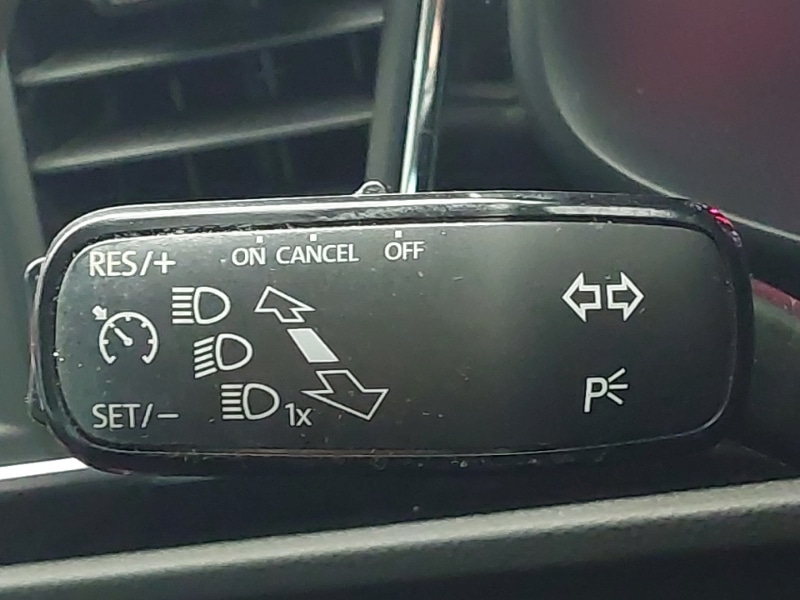 RES/+ ON CANCEL OFF
1x
SET/-
P